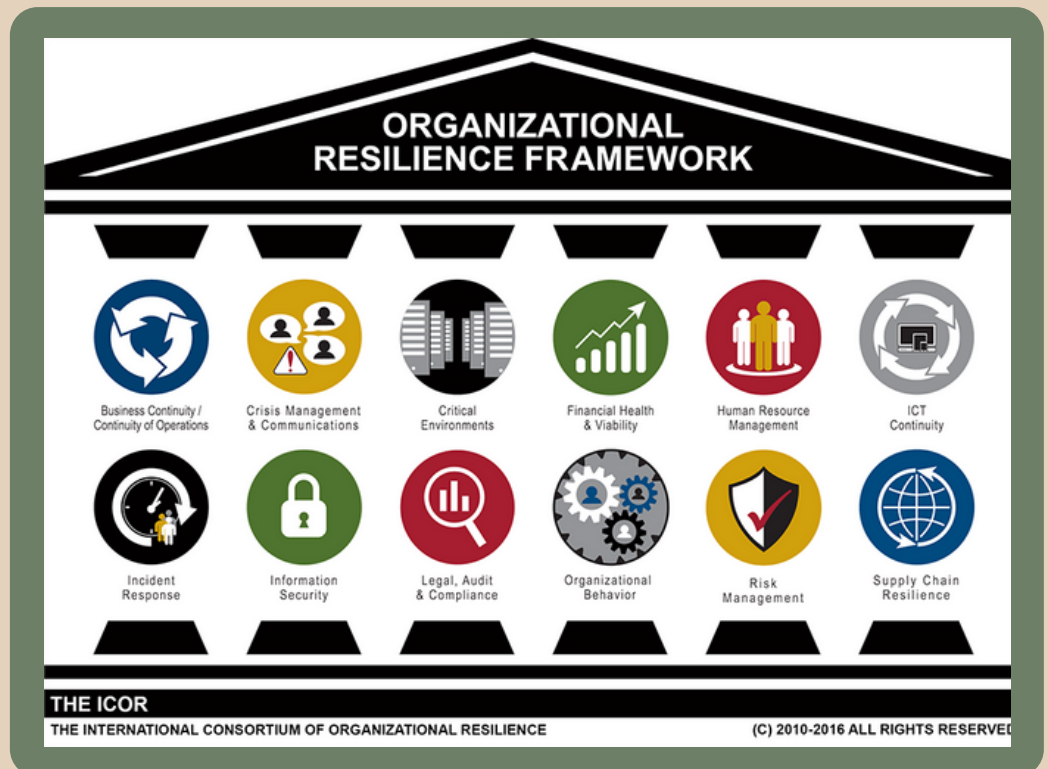 ORGANIZATIONAL
RESILIENCE FRAMEWORK
Business Continuity /
Continuity of Operations
Crisis Management
& Communications
Critical
Environments
Financial Health
& Viability
Human Resource
Management
ICT
Continuity
Incident
Response
Information
Security
Legal, Audit
& Compliance
Organizational
Behavior
Risk
Management
Supply Chain
Resilience
THE ICOR
THE INTERNATIONAL CONSORTIUM OF ORGANIZATIONAL RESILIENCE
(C) 2010-2016 ALL RIGHTS RESERVED